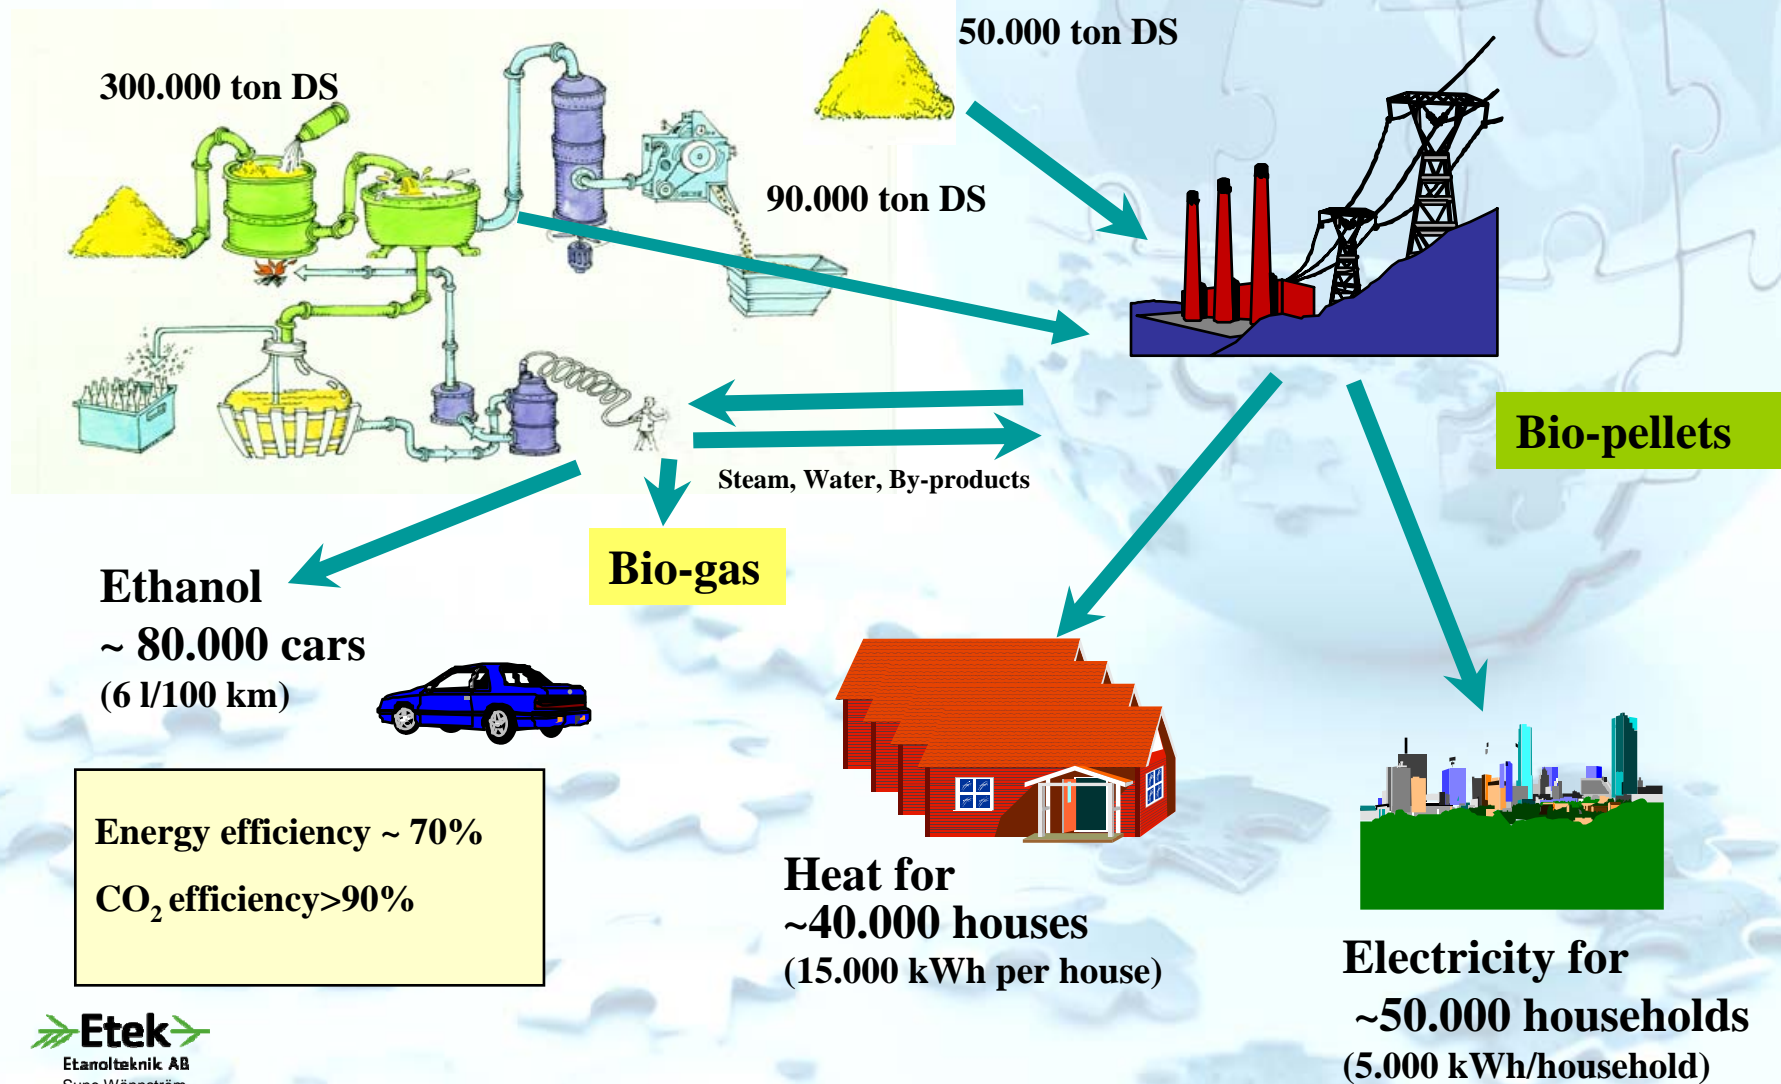 50.000 ton DS
300.000 ton DS
90.000 ton DS
Bio-pellets
Steam, Water, By-products
Bio-gas
Ethanol
~ 80.000 cars
(6 l/100 km)
Energy efficiency ~ 70%
CO2 efficiency>90%
Heat for
~40.000 houses
(15.000 kWh per house)
Electricity for
~50.000 households
(5.000 kWh/household)
Etek
Etanolteknik AB